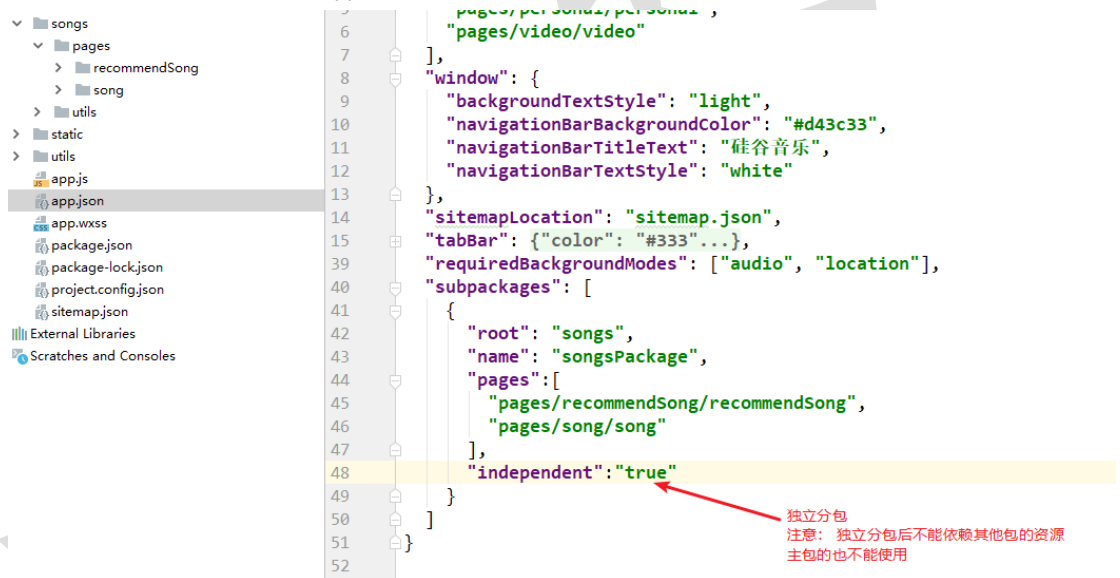 songs
pages
recommendSong
song
utils
static
utils
app.js
app.json
app.wxss
package.json
package-lock.json
project.config.json
sitemap.json
External Libraries
Scratches and Consoles
5 "pages/personal/personal",
6 "pages/video/video"
7 ],
8 "window": {
9 "backgroundTextStyle": "light",
10 "navigationBarBackgroundColor": "#d43c33",
11 "navigationBarTitleText": "硅谷音乐",
12 "navigationBarTextStyle": "white"
13 },
14 "sitemapLocation": "sitemap.json",
15 "tabBar": {"color": "#333"...},
39 "requiredBackgroundModes": ["audio", "location"],
40 "subpackages": [
41 {
42 "root": "songs",
43 "name": "songsPackage",
44 "pages":[
45 "pages/recommendSong/recommendSong",
46 "pages/song/song"
47 ],
48 "independent":"true"
49 }
50 ]
51 }
52
独立分包
注意： 独立分包后不能依赖其他包的资源
主包的也不能使用